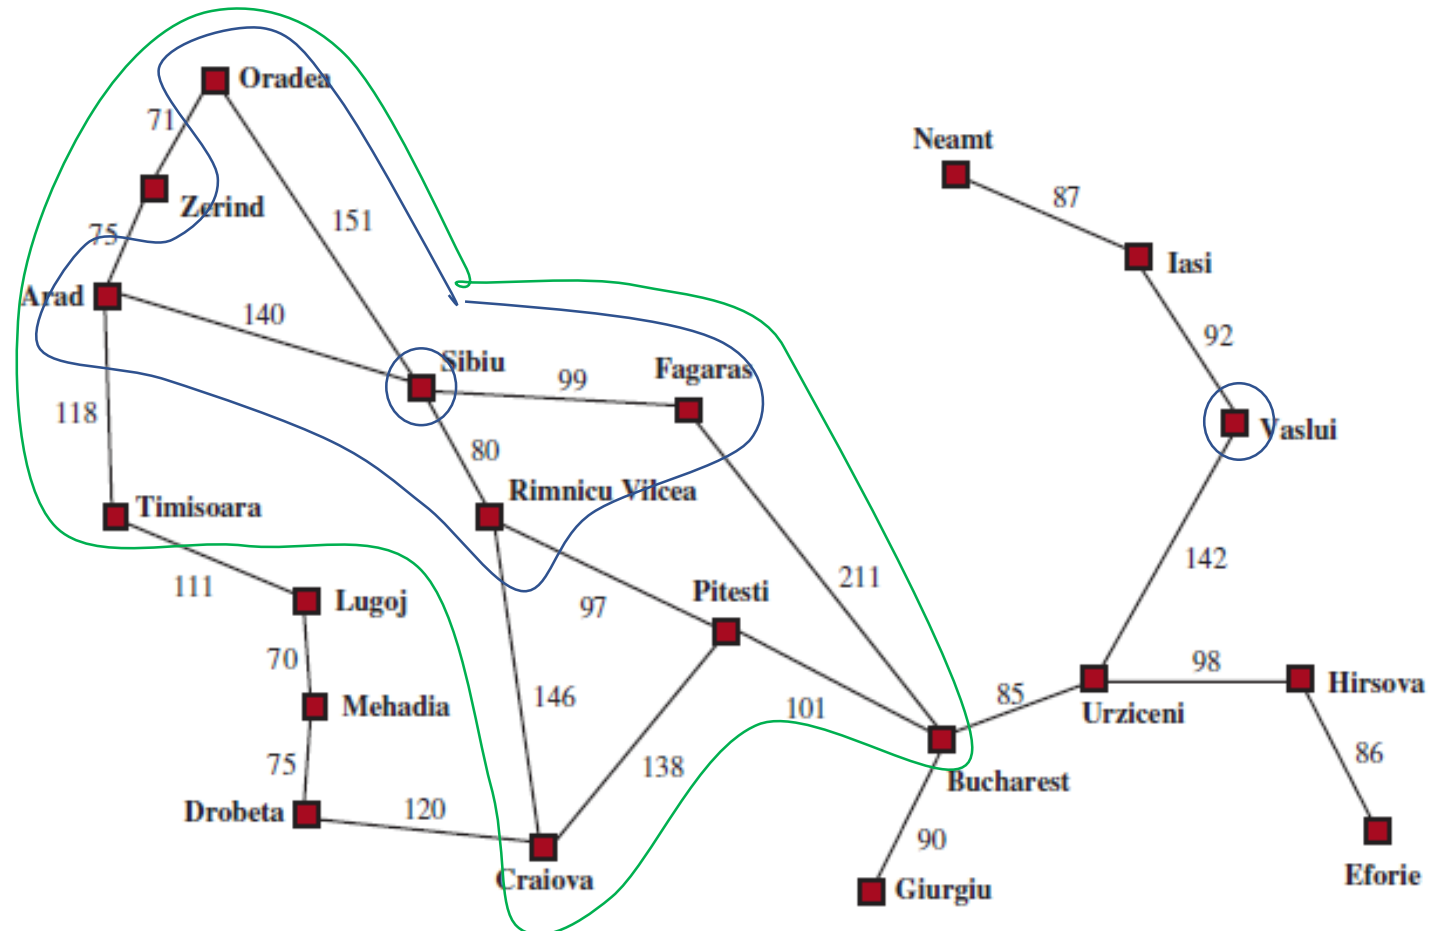 Oradea
71
Neamt
Zerind
87
75
151
Iasi
Arad
140
92
Sibiu
Fagaras
99
118
Vaslui
80
Rimnicu Vilcea
Timisoara
142
211
111
Pitesti
Lugoj
97
70
98
Hirsova
85
Mehadia
146
101
Urziceni
75
138
86
Bucharest
Drobeta
120
90
Craiova
Giurgiu
Eforie